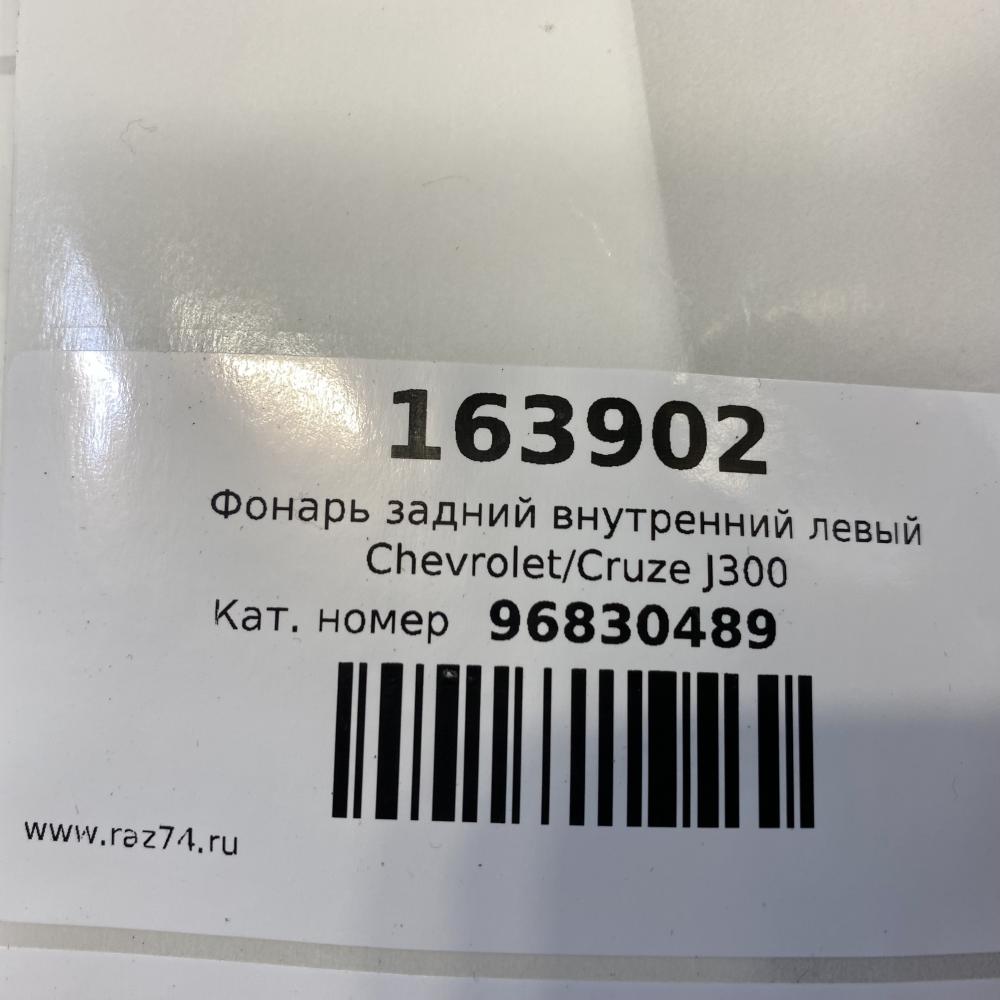 163902
Фонарь задний внутренний левый
Chevrolet/Cruze J300
Кат. номер 96830489
www.raz74.ru